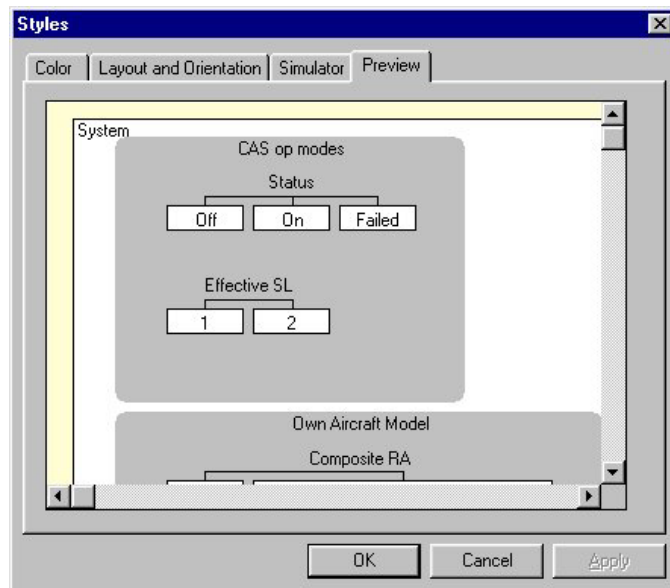 Styles
Color Layout and Orientation Simulator Preview
System
CAS op modes
Status
Off On Failed
Effective SL
1 2
Own Aircraft Model
Composite RA
OK Cancel Apply